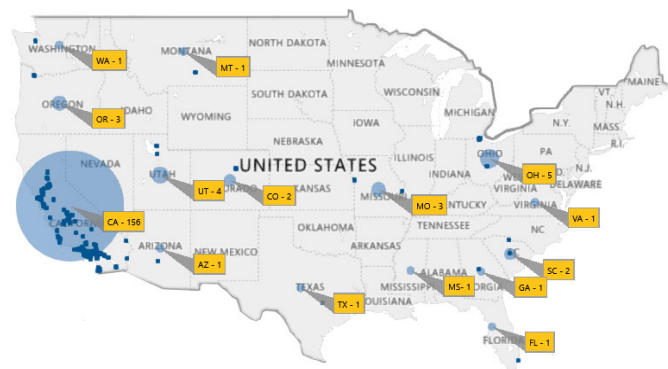 WASHINGTON
WA - 1
MONTANA
MT - 1
NORTH DAKOTA
MINNESOTA
MAINE
OREGON
OR - 3
IDAHO
SOUTH DAKOTA
WISCONSIN
MICHIGAN
VT.
N.H.
MASS.
R.I.
WYOMING
IOWA
N.Y.
NEBRASKA
NEVADA
UTAH
UT - 4
CO - 2
UNITED STATES
KANSAS
ILLINOIS
INDIANA
OHIO
OH - 5
PA
N.J.
DELAWARE
VIRGINIA
MISSOURI
MO - 3
VIRGINIA
VA - 1
CA - 156
ARIZONA
AZ - 1
NEW MEXICO
OKLAHOMA
ARKANSAS
TENNESSEE
NC
SC - 2
TEXAS
TX - 1
MISSISSIPPI
MS- 1
ALABAMA
GA - 1
LOUISIANA
FLORIDA
FL - 1